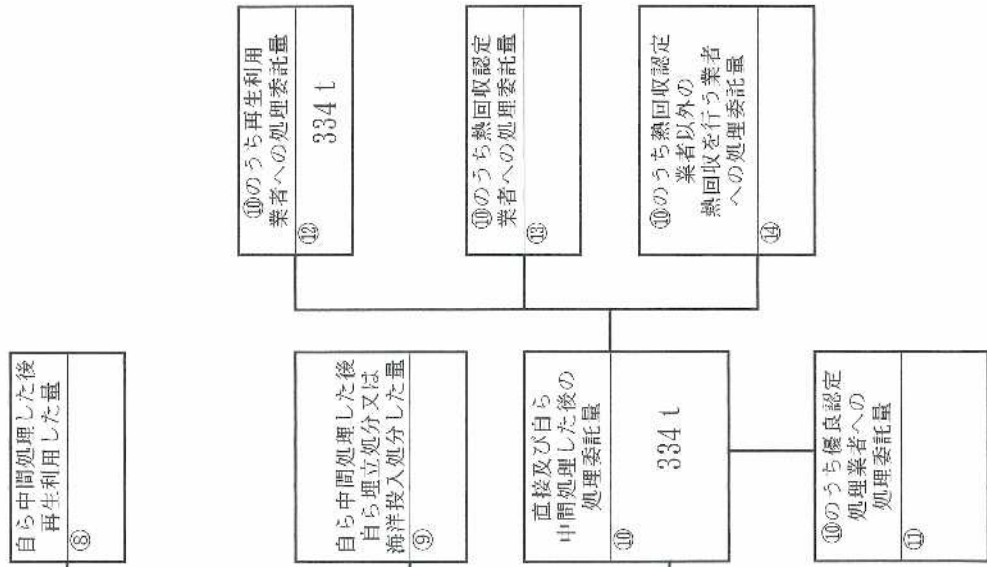 自ら中間処理した後
再生利用した量
⑧
自ら中間処理した後
自ら埋立処分又は
海洋投入処分した量
⑨
直接及び自ら
中間処理した後の
処理委託量
⑩
334 t
⑩のうち優良認定
処理業者への
処理委託量
⑪
⑩のうち再生利用
業者への処理委託量
⑫
334 t
⑩のうち熱回収認定
業者への処理委託量
⑬
⑩のうち熱回収認定
業者以外の
熱回収を行う業者
への処理委託量
⑭